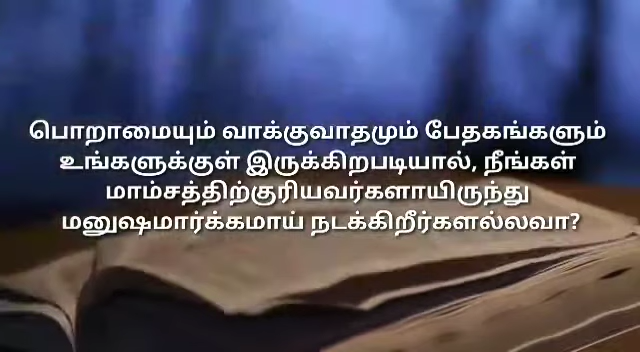 பொறாமையும் வாக்குவாதமும் பேதகங்களும்
உங்களுக்குள் இருக்கிறபடியால், நீங்கள்
மாம்சத்திற்குரியவர்களாயிருந்து
மனுஷமார்க்கமாய் நடக்கிறீர்களல்லவா?